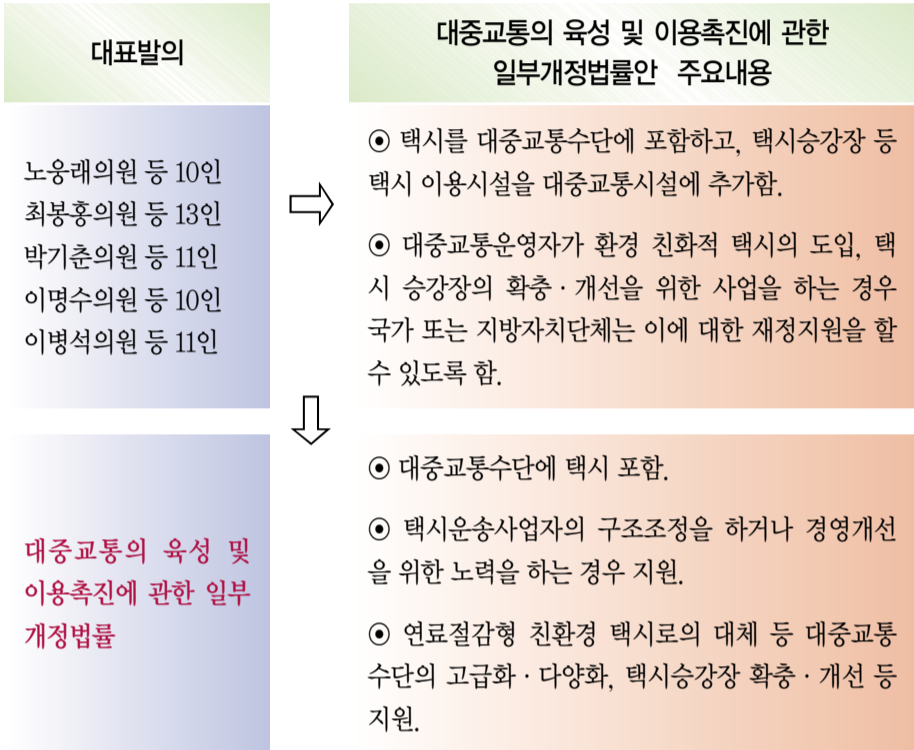 대표발의
대중교통의 육성 및 이용촉진에 관한
일부개정법률안 주요내용
노웅래의원 등 10인
최봉홍의원 등 13인
박기춘의원 등 11인
이명수의원 등 10인
이병석의원 등 11인
⊙ 택시를 대중교통수단에 포함하고, 택시승강장 등
택시 이용시설을 대중교통시설에 추가함.
⊙ 대중교통운영자가 환경 친화적 택시의 도입, 택
시 승강장의 확충·개선을 위한 사업을 하는 경우
국가 또는 지방자치단체는 이에 대한 재정지원을 할
수 있도록 함.
대중교통의 육성 및
이용촉진에 관한 일부
개정법률
⊙ 대중교통수단에 택시 포함.
⊙ 택시운송사업자의 구조조정을 하거나 경영개선
을 위한 노력을 하는 경우 지원.
⊙ 연료절감형 친환경 택시로의 대체 등 대중교통
수단의 고급화·다양화, 택시승강장 확충·개선 등
지원.